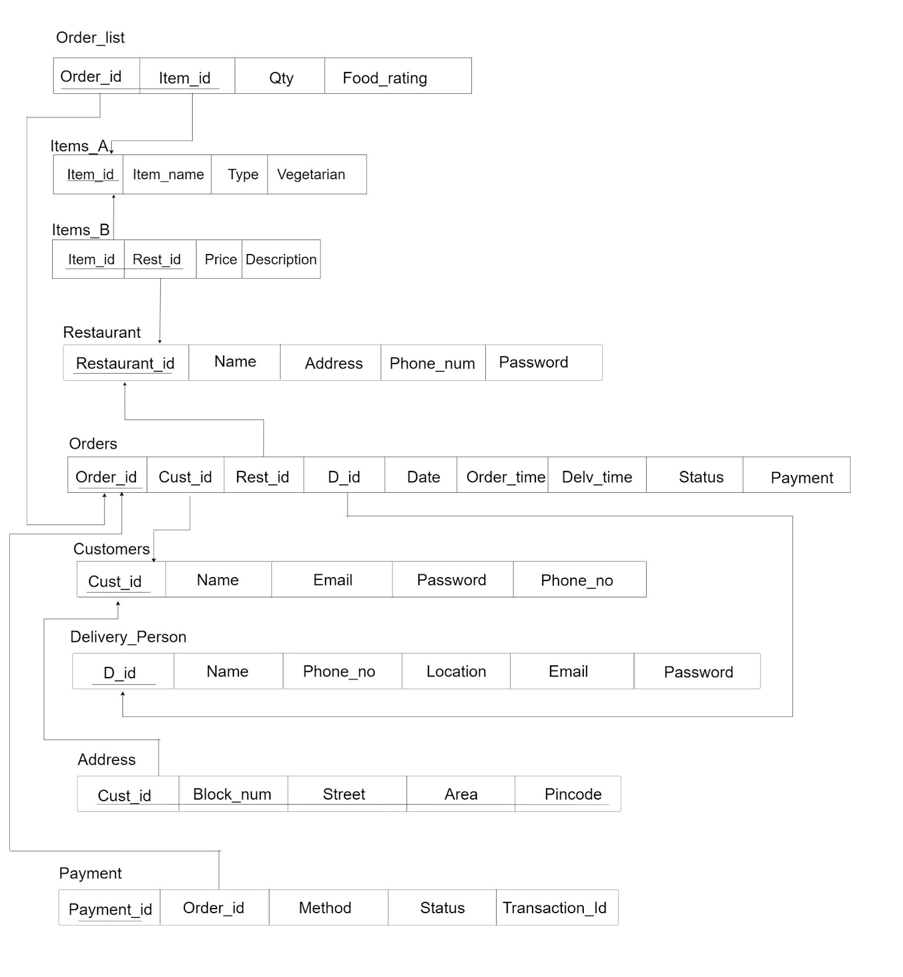 Order_list
Order_id Item_id Qty Food_rating
Items_A
Item_id Item_name Type Vegetarian
Items_B
Item_id Rest_id Price Description
Restaurant
Restaurant_id Name Address Phone_num Password
Orders
Order_id Cust_id Rest_id D_id Date Order_time Delv_time Status Payment
Customers
Cust_id Name Email Password Phone_no
Delivery_Person
D_id Name Phone_no Location Email Password
Address
Cust_id Block_num Street Area Pincode
Payment
Payment_id Order_id Method Status Transaction_Id